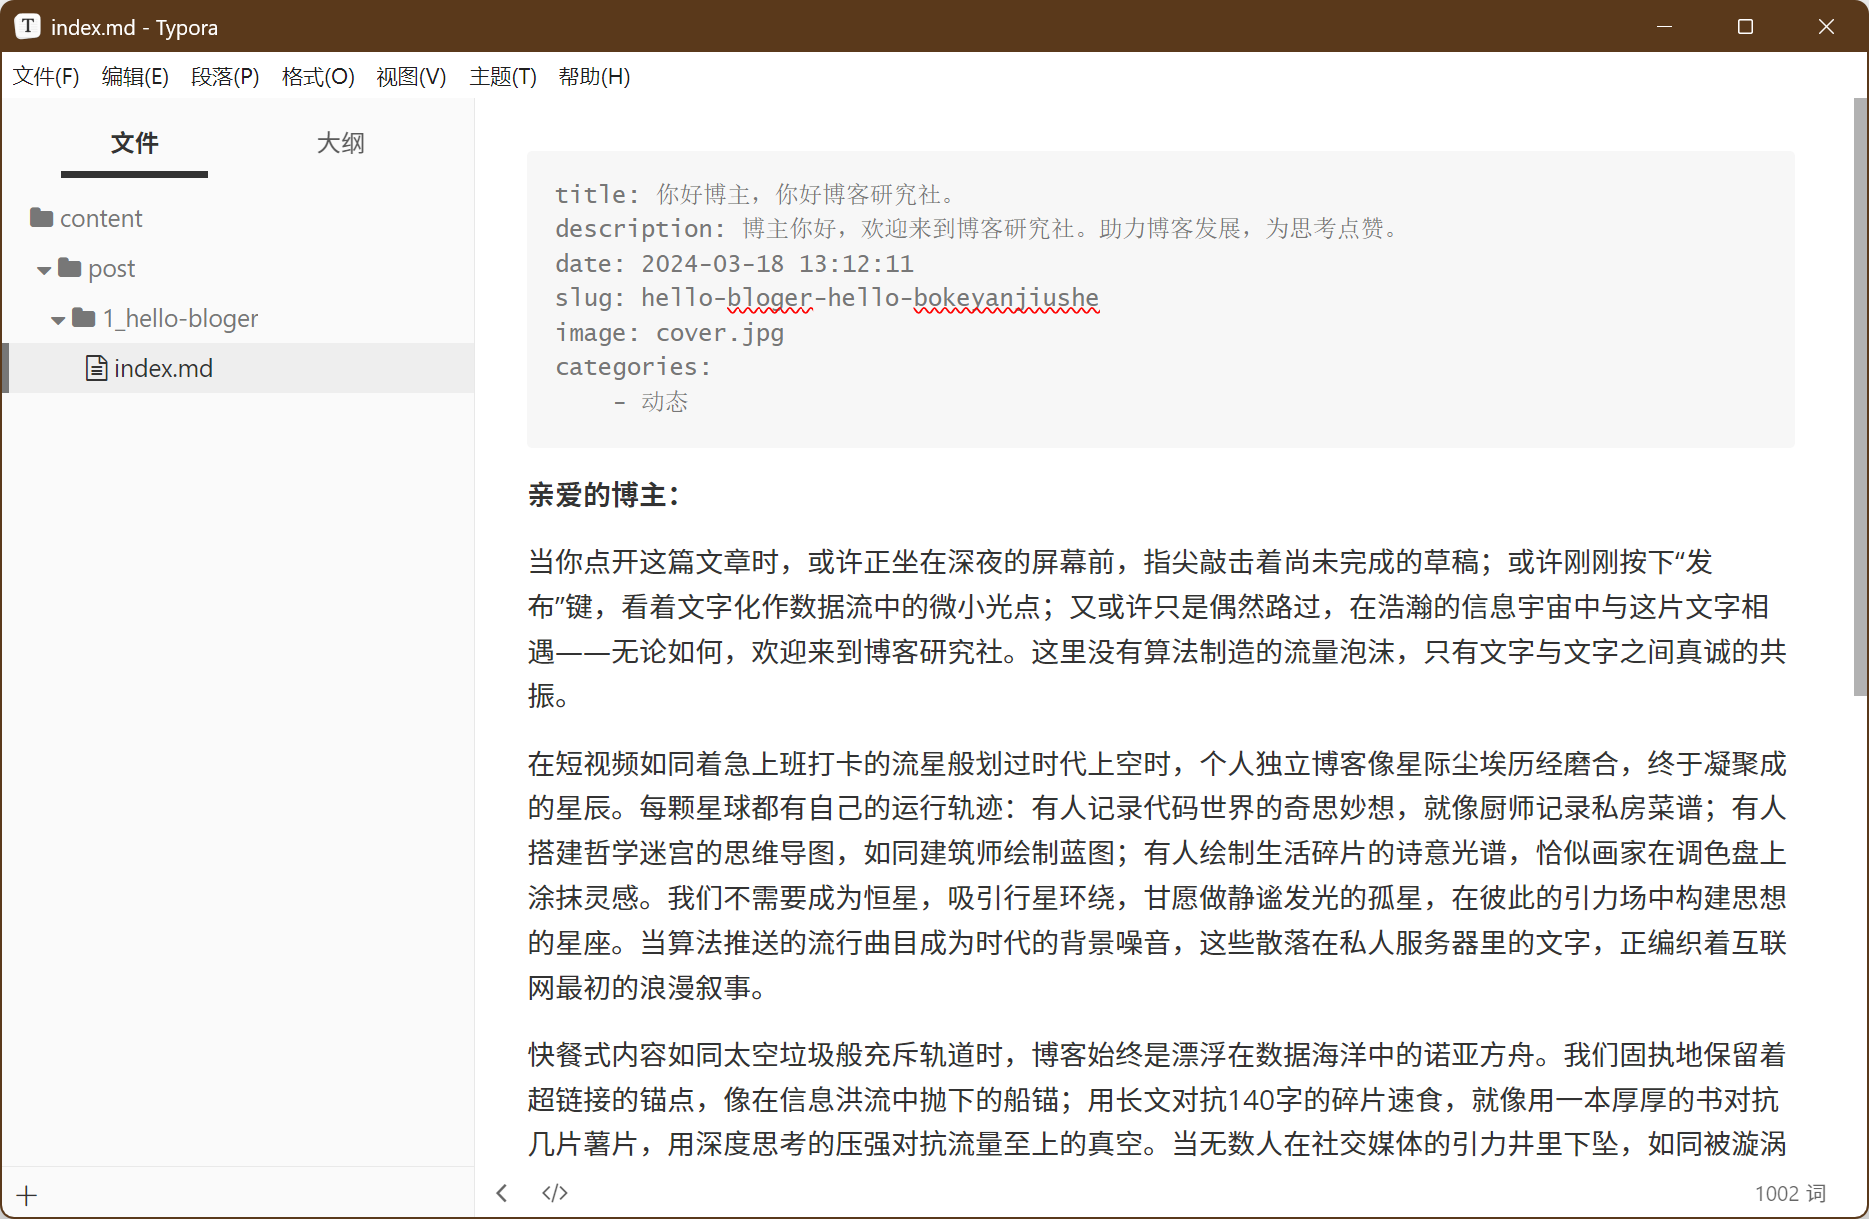 index.md - Typora
文件(F) 编辑(E) 段落(P) 格式(O) 视图(V) 主题(T) 帮助(H)
文件 大纲
content
post
1_hello-bloger
index.md
title: 你好博主，你好博客研究社。
description: 博主你好，欢迎来到博客研究社。助力博客发展，为思考点赞。
date: 2024-03-18 13:12:11
slug: hello-bloger-hello-bokeyanjiushe
image: cover.jpg
categories:
- 动态
亲爱的博主：
当你点开这篇文章时，或许正坐在深夜的屏幕前，指尖敲击着尚未完成的草稿；或许刚刚按下“发
布”键，看着文字化作数据流中的微小光点；又或许只是偶然路过，在浩瀚的信息宇宙中与这片文字相
遇——无论如何，欢迎来到博客研究社。这里没有算法制造的流量泡沫，只有文字与文字之间真诚的共
振。
在短视频如同着急上班打卡的流星般划过时代上空时，个人独立博客像星际尘埃历经磨合，终于凝聚成
的星辰。每颗星球都有自己的运行轨迹：有人记录代码世界的奇思妙想，就像厨师记录私房菜谱；有人
搭建哲学迷宫的思维导图，如同建筑师绘制蓝图；有人绘制生活碎片的诗意光谱，恰似画家在调色盘上
涂抹灵感。我们不需要成为恒星，吸引行星环绕，甘愿做静谧发光的孤星，在彼此的引力场中构建思想
的星座。当算法推送的流行曲目成为时代的背景噪音，这些散落在私人服务器里的文字，正编织着互联
网最初的浪漫叙事。
快餐式内容如同太空垃圾般充斥轨道时，博客始终是漂浮在数据海洋中的诺亚方舟。我们固执地保留着
超链接的锚点，像在信息洪流中抛下的船锚；用长文对抗140字的碎片速食，就像用一本厚厚的书对抗
几片薯片，用深度思考的压强对抗流量至上的真空。当无数人在社交媒体的引力井里下坠，如同被漩涡
1002 词